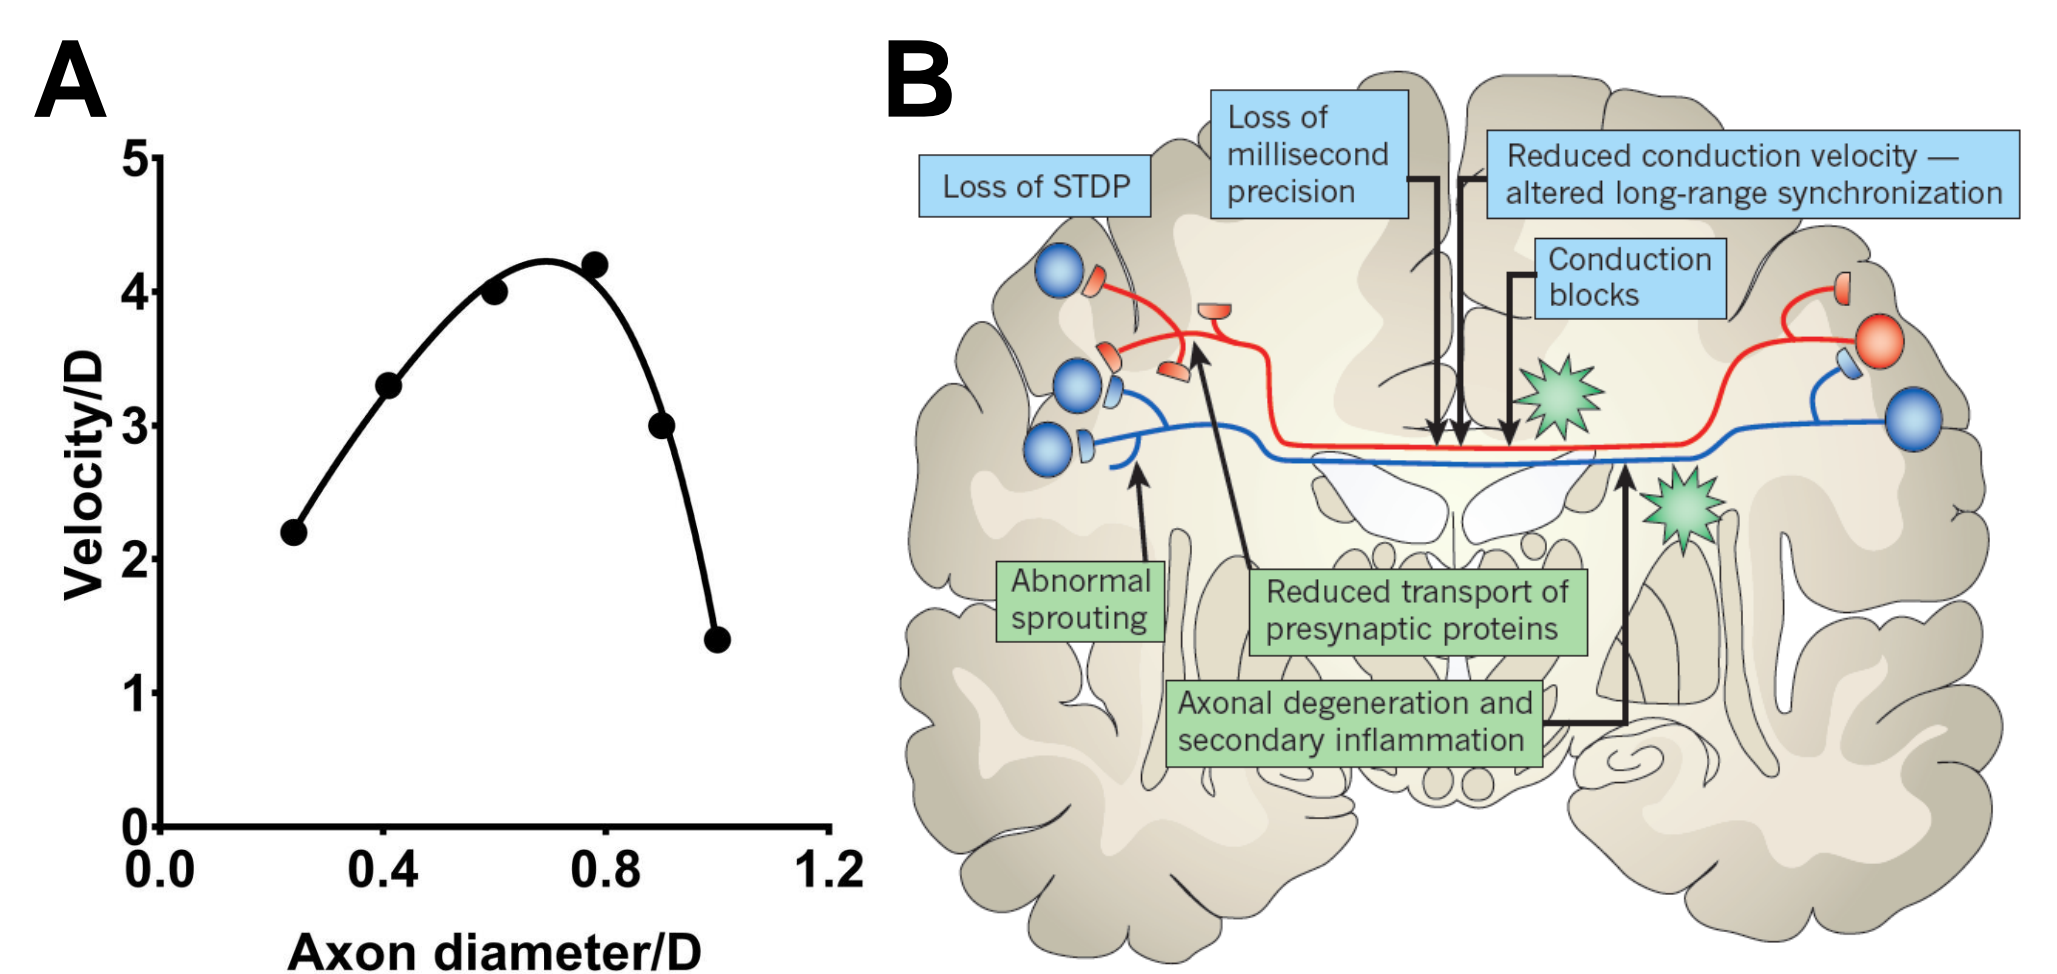 A
5
4
3
2
1
0
0.0
0.4
0.8
1.2
Velocity/D
Axon diameter/D
B
Loss of STDP
Loss of
millisecond
precision
Reduced conduction velocity —
altered long-range synchronization
Conduction
blocks
Abnormal
sprouting
Reduced transport of
presynaptic proteins
Axonal degeneration and
secondary inflammation